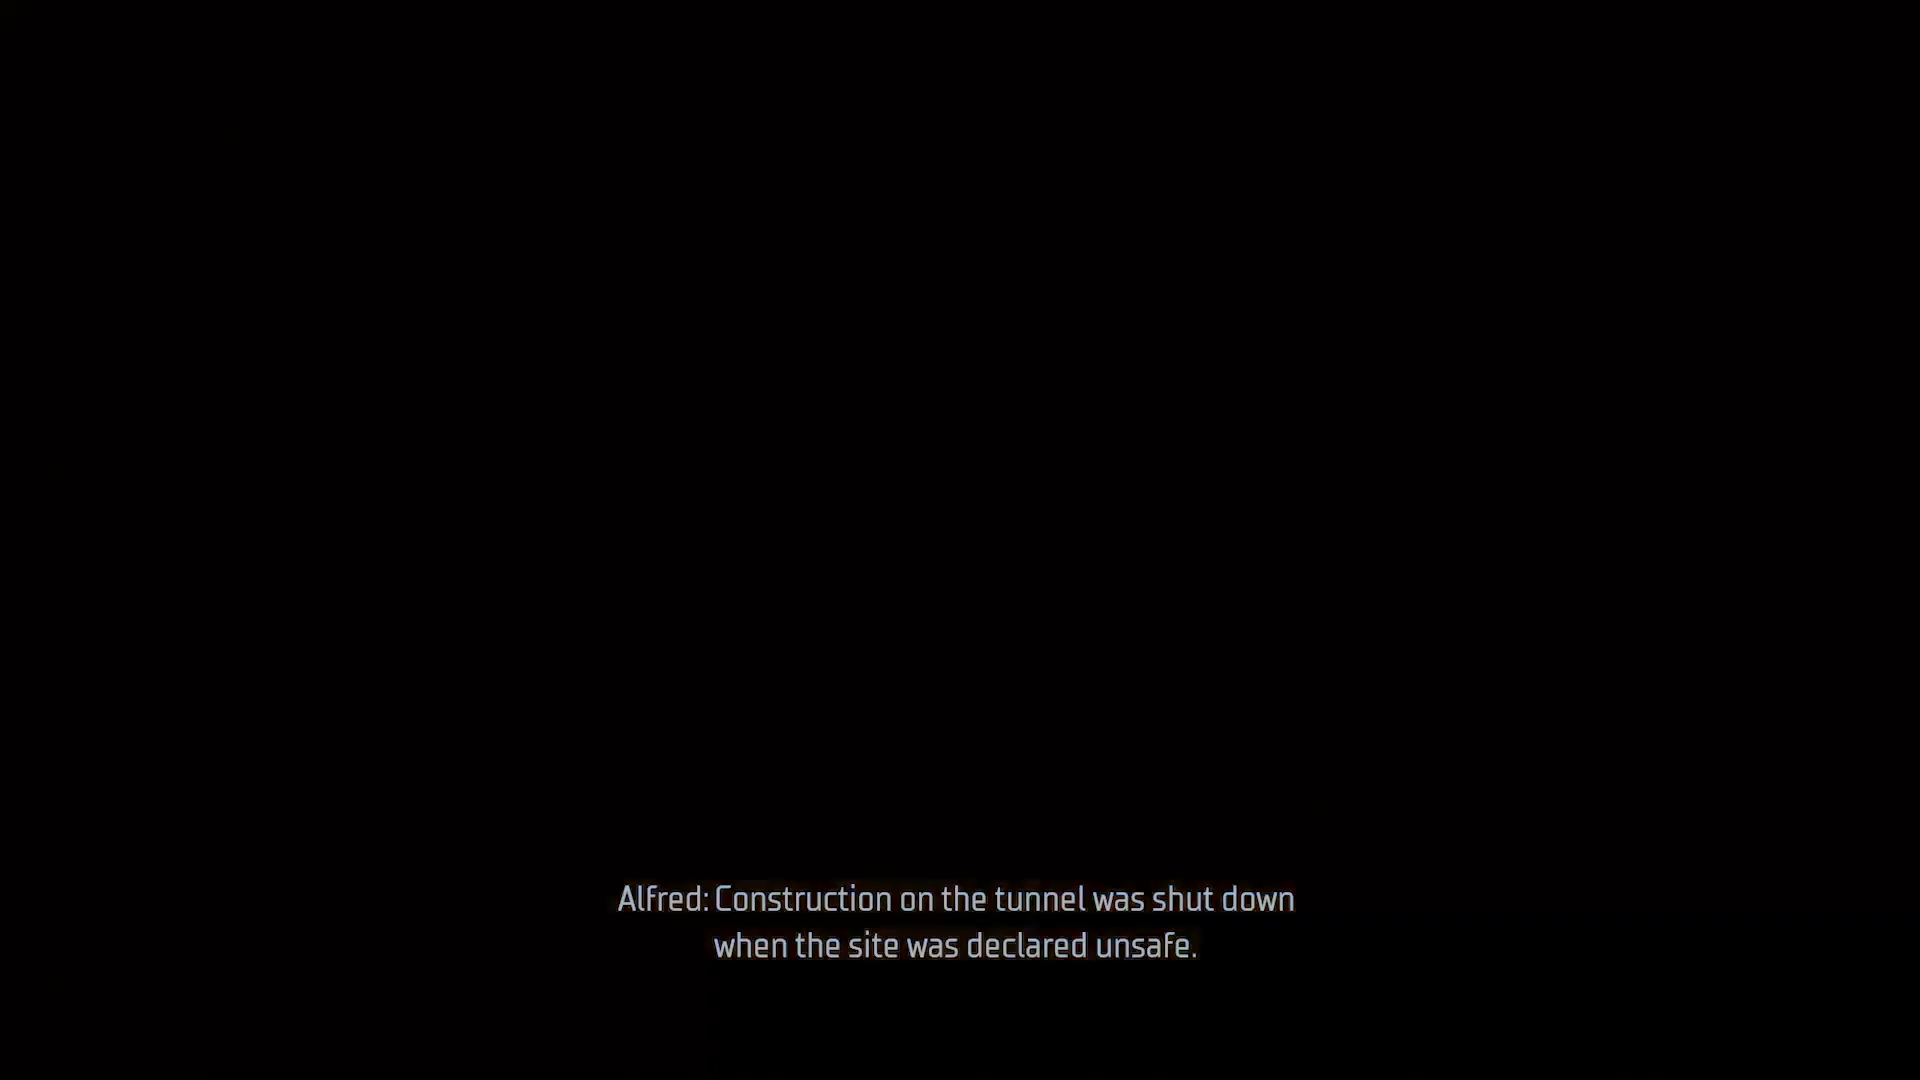 Alfred: Construction on the tunnel was shut down
when the site was declared unsafe.